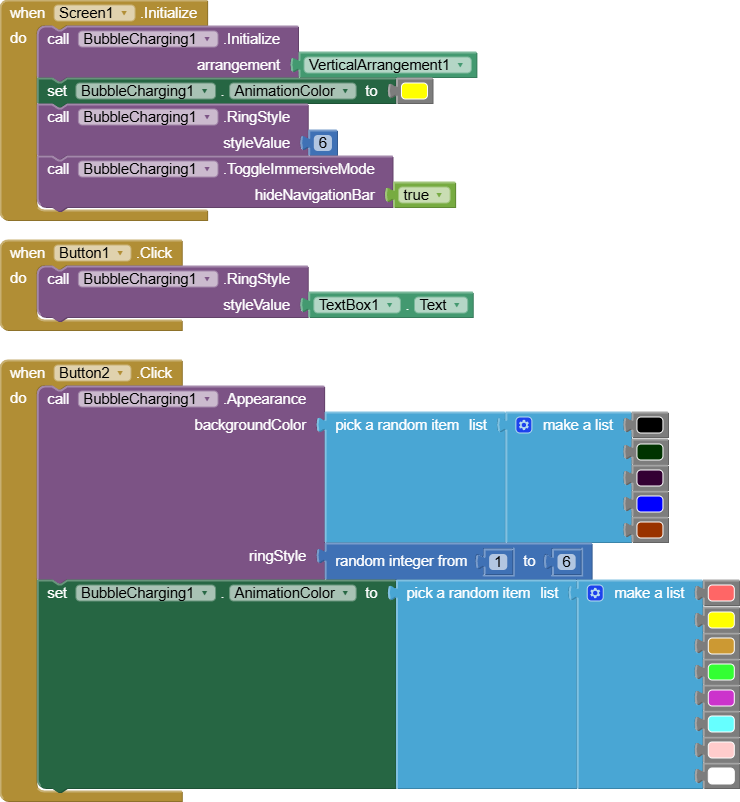 when Screen1 .Initialize
do call BubbleCharging1 .Initialize
arrangement VerticalArrangement1
set BubbleCharging1 . AnimationColor to
call BubbleCharging1 .RingStyle
styleValue 6
call BubbleCharging1 .ToggleImmersiveMode
hideNavigationBar true
when Button1 .Click
do call BubbleCharging1 .RingStyle
styleValue TextBox1 . Text
when Button2 .Click
do call BubbleCharging1 .Appearance
backgroundColor pick a random item list make a list
ringStyle random integer from 1 to 6
set BubbleCharging1 . AnimationColor to pick a random item list make a list